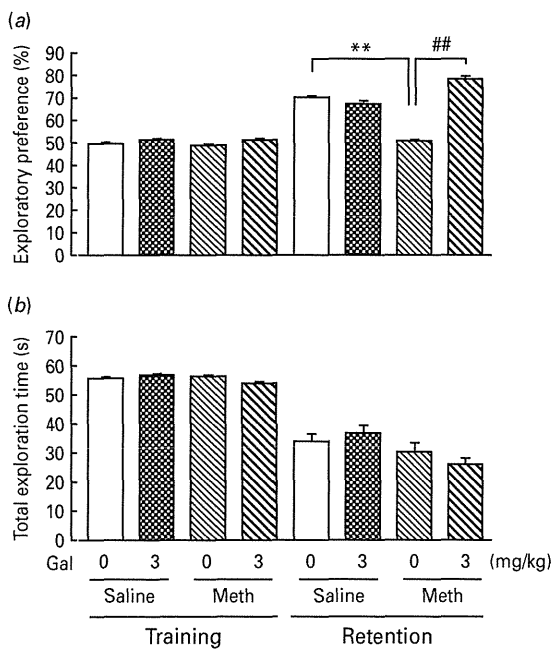 (a)
** ##
Exploratory preference (%)
90
80
70
60
50
40
30
20
10
0
(b)
Total exploration time (s)
70
60
50
40
30
20
10
0
Gal 0 3 0 3 0 3 0 3 (mg/kg)
Saline Meth Saline Meth
Training Retention